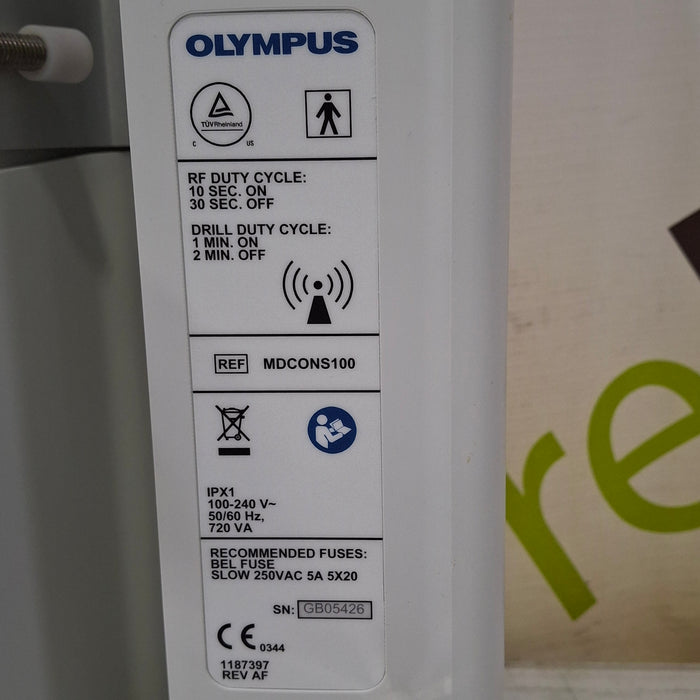 OLYMPUS
TÜVRheinland
C US
RF DUTY CYCLE:
10 SEC. ON
30 SEC. OFF
DRILL DUTY CYCLE:
1 MIN. ON
2 MIN. OFF
REF MDCONS100
IPX1
100-240 V~
50/60 Hz,
720 VA
RECOMMENDED FUSES:
BEL FUSE
SLOW 250VAC 5A 5X20
SN: GB05426
CE 0344
1187397
REV AF
re